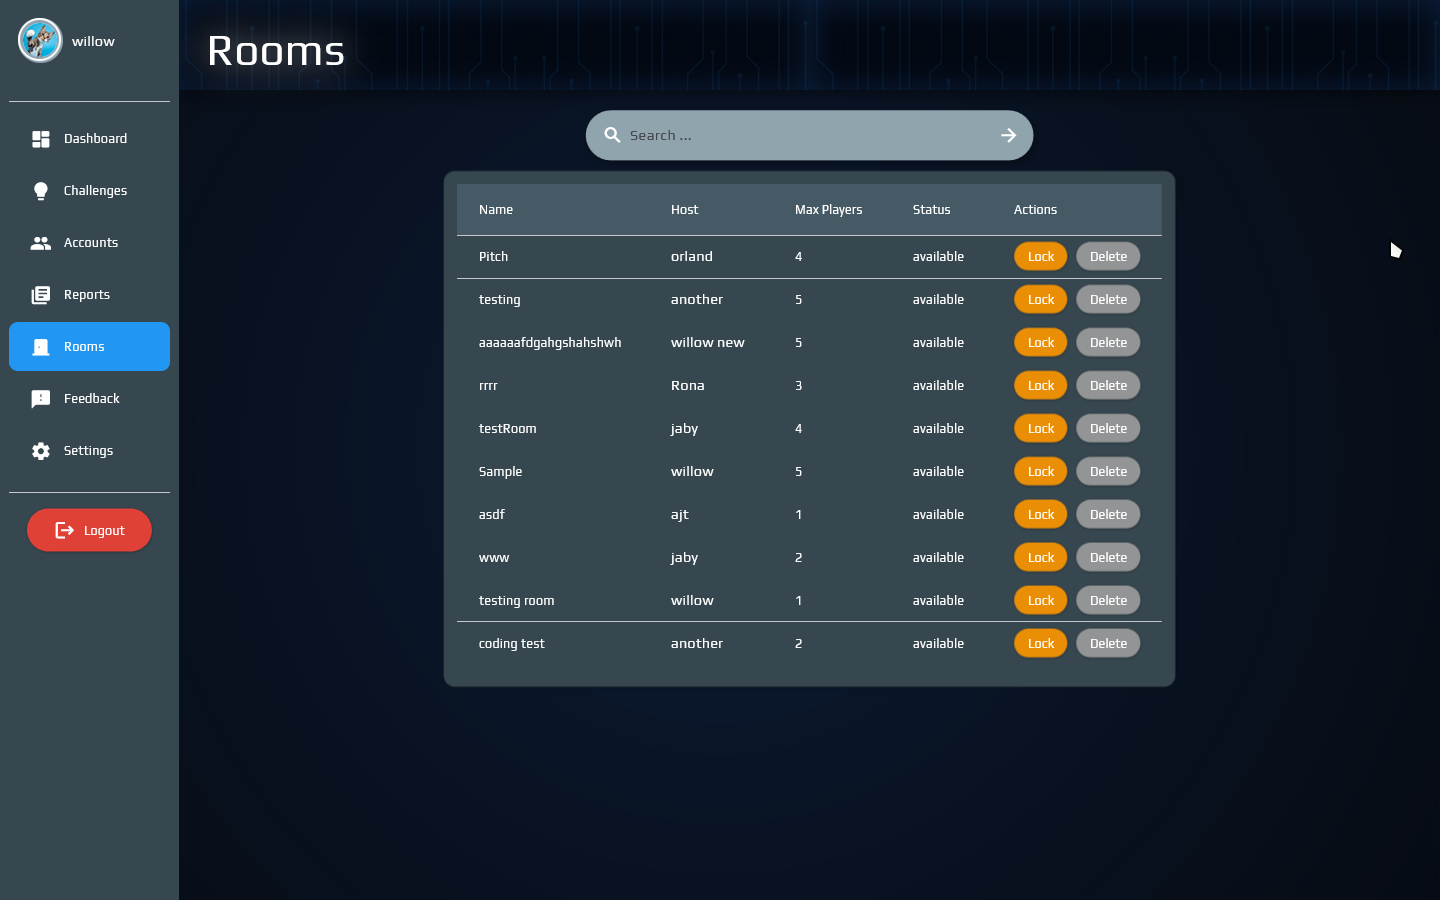 willow
Dashboard
Challenges
Accounts
Reports
Rooms
Feedback
Settings
Logout
Rooms
Search ...
Name Host Max Players Status Actions
Pitch orland 4 available Lock Delete
testing another 5 available Lock Delete
aaaaaafdgahgshahshwh willow new 5 available Lock Delete
rrrr Rona 3 available Lock Delete
testRoom jaby 4 available Lock Delete
Sample willow 5 available Lock Delete
asdf ajt 1 available Lock Delete
www jaby 2 available Lock Delete
testing room willow 1 available Lock Delete
coding test another 2 available Lock Delete